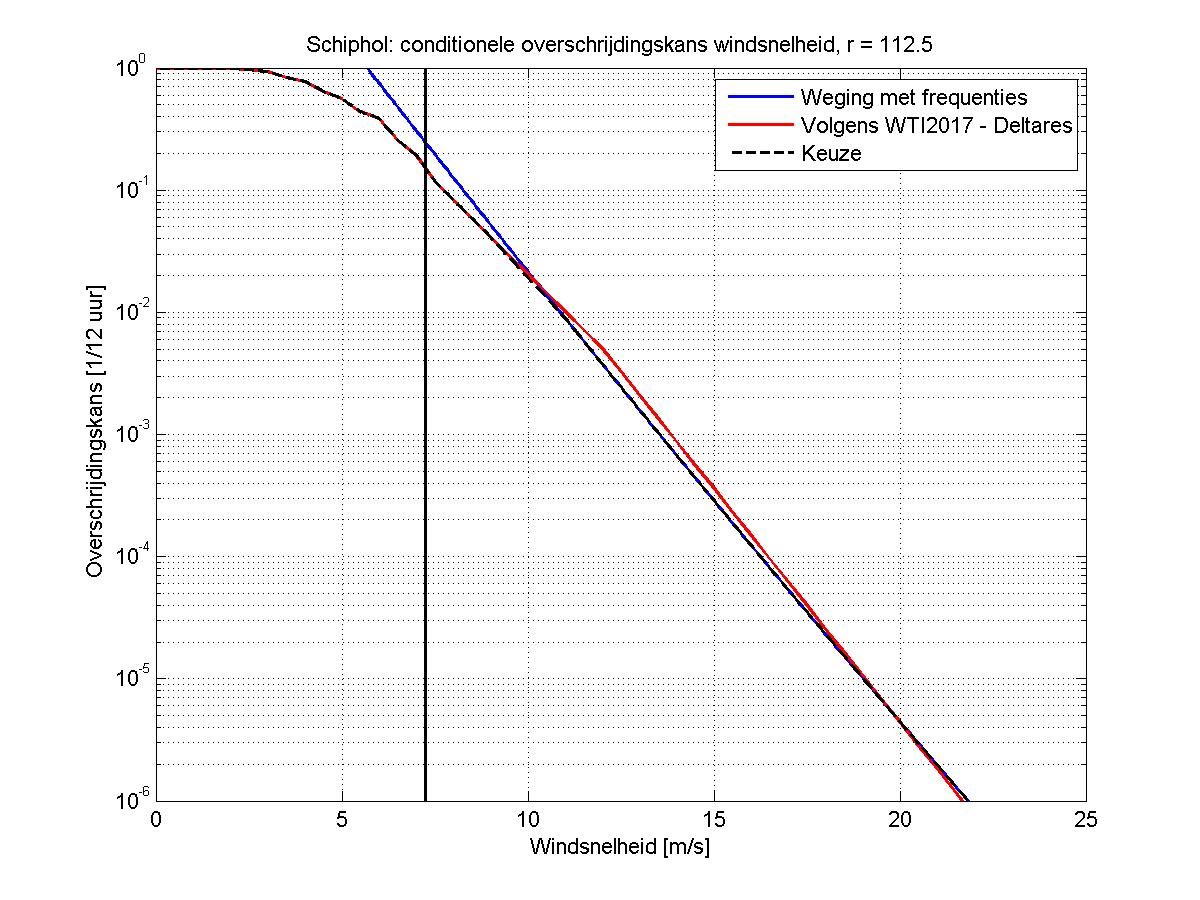 Schiphol: conditionele overschrijdingskans windsnelheid, r = 112.5
Weging met frequenties
Volgens WTI2017 - Deltares
Keuze
Overschrijdingskans [1/12 uur]
10^0
10^-1
10^-2
10^-3
10^-4
10^-5
10^-6
0 5 10 15 20 25
Windsnelheid [m/s]